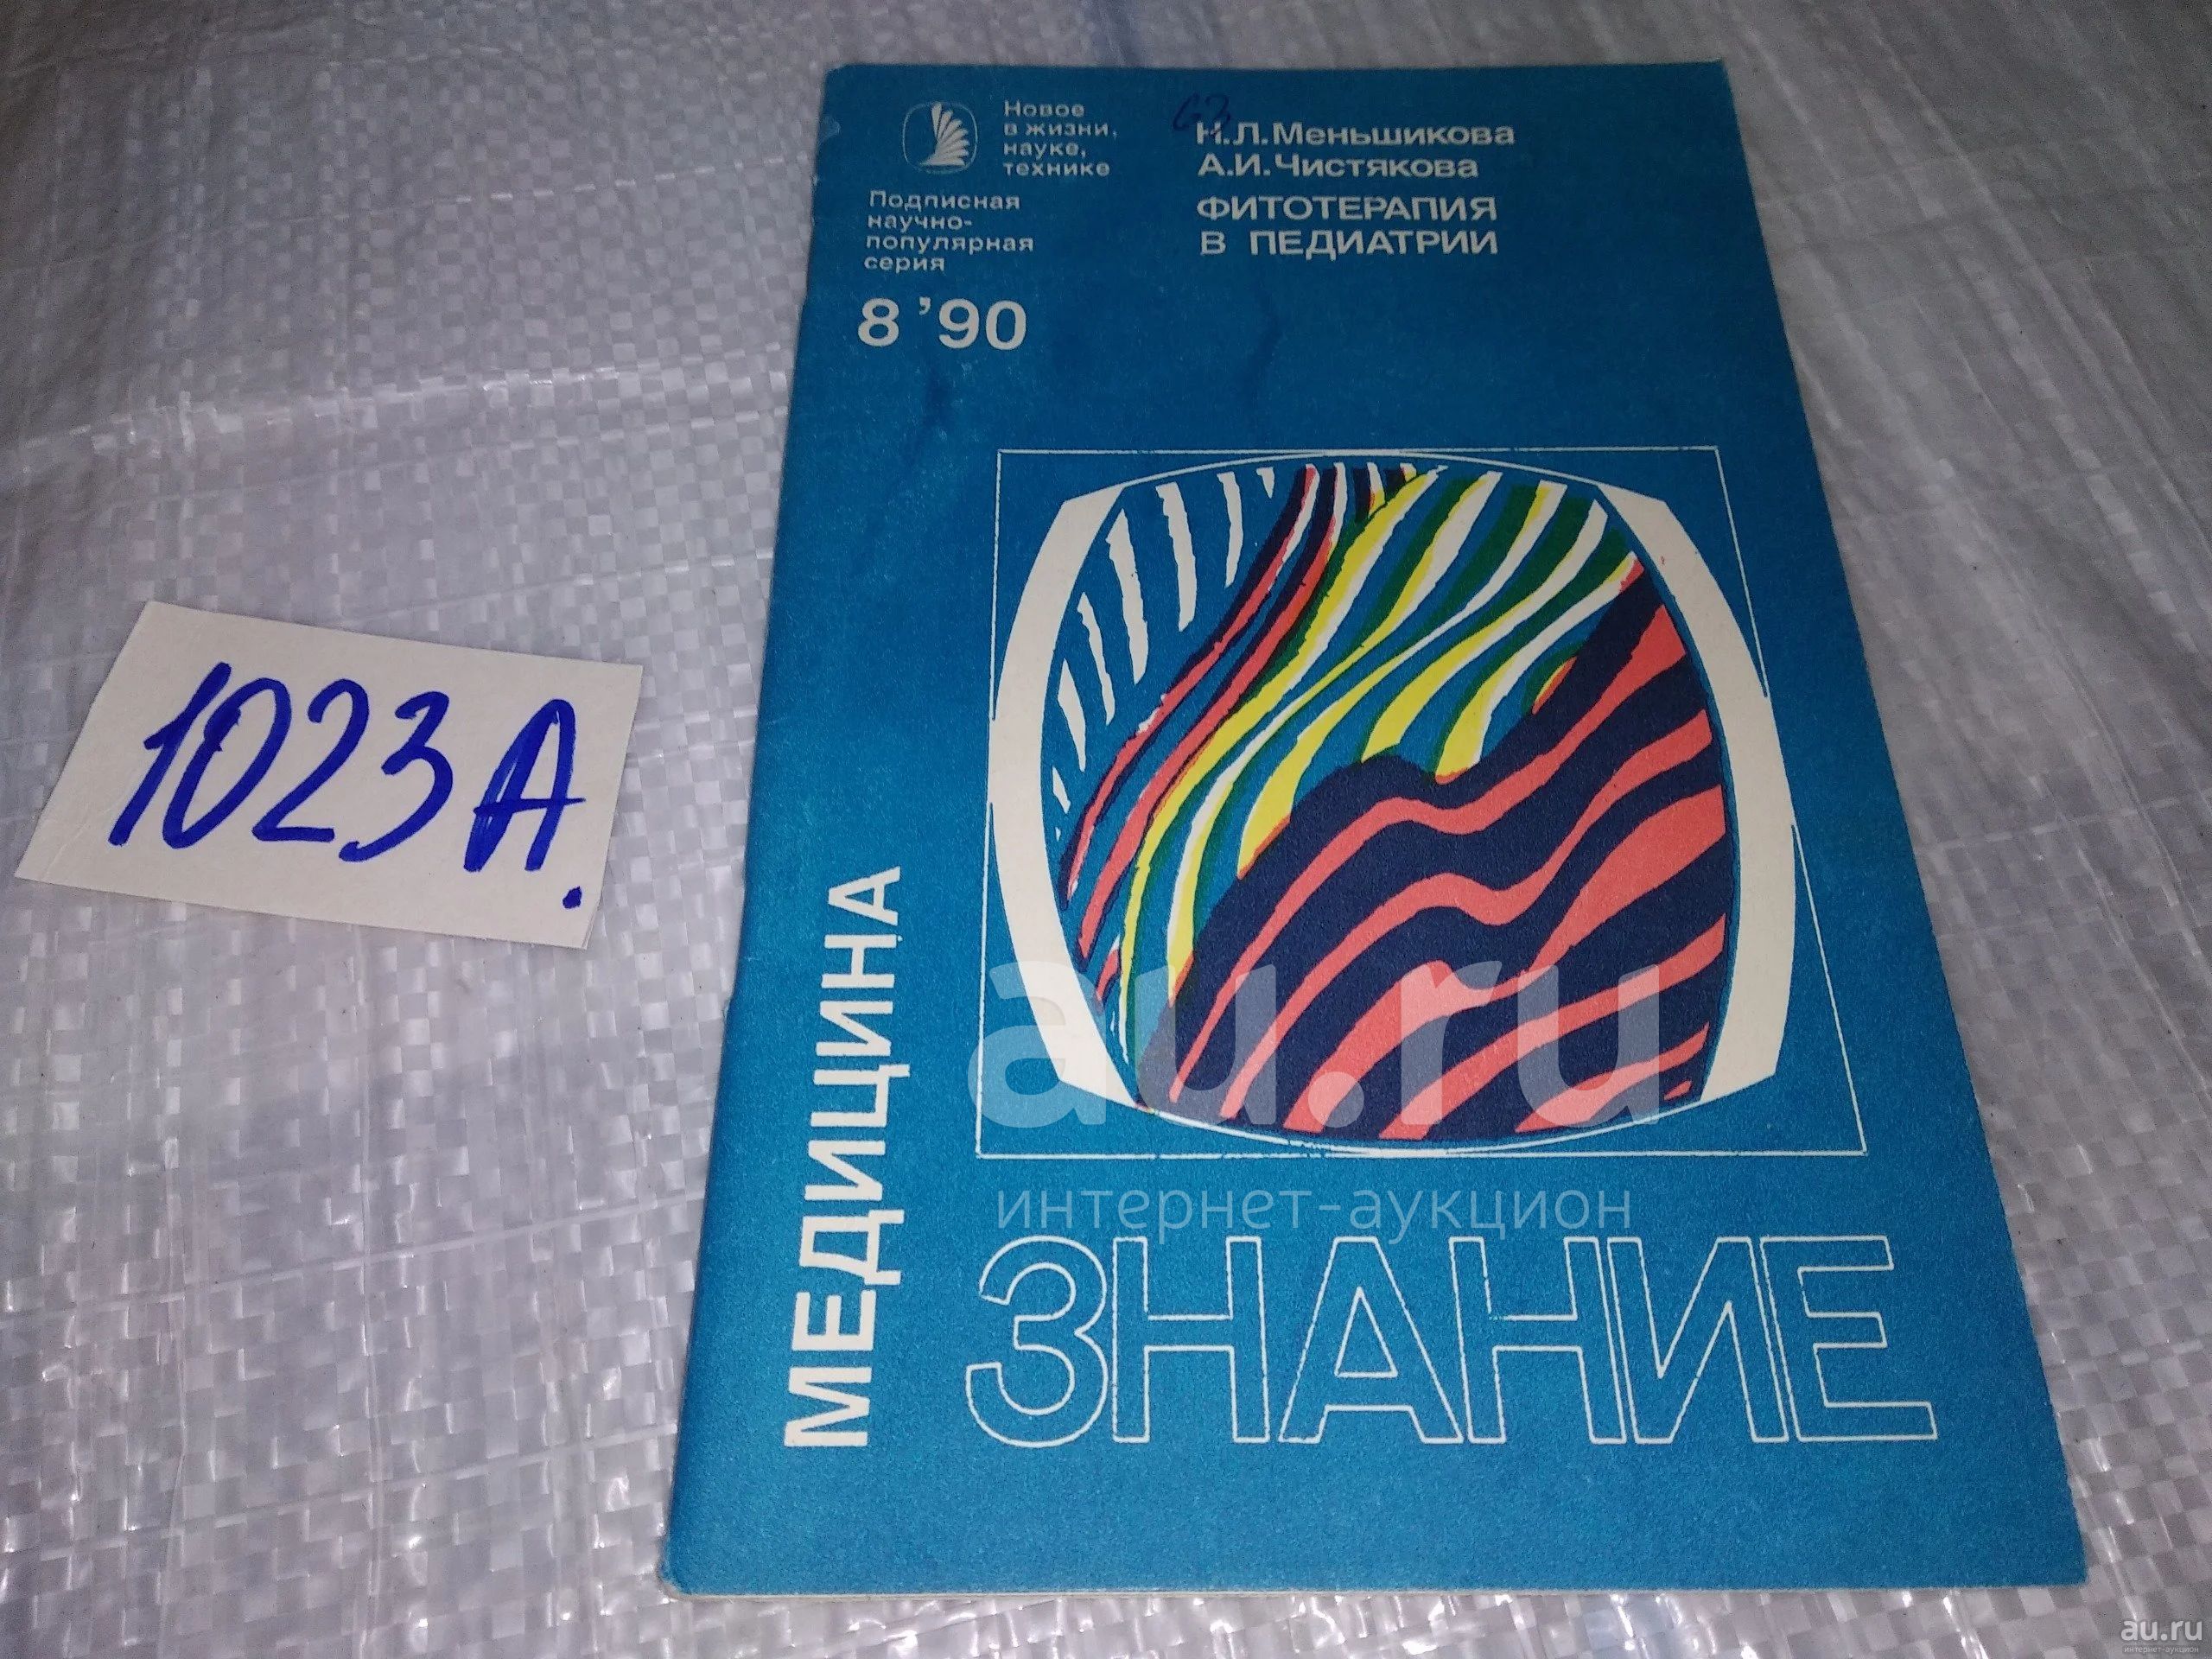 Новое
в жизни,
науке,
технике
Подписная
научно-
популярная
серия
8 '90
Н.Л.Меньшикова
А.И.Чистякова
ФИТОТЕРАПИЯ
В ПЕДИАТРИИ
1023А.
МЕДИЦИНА
au.ru
интернет-аукцион
ЗНАНИЕ
au.ru
интернет-аукцион